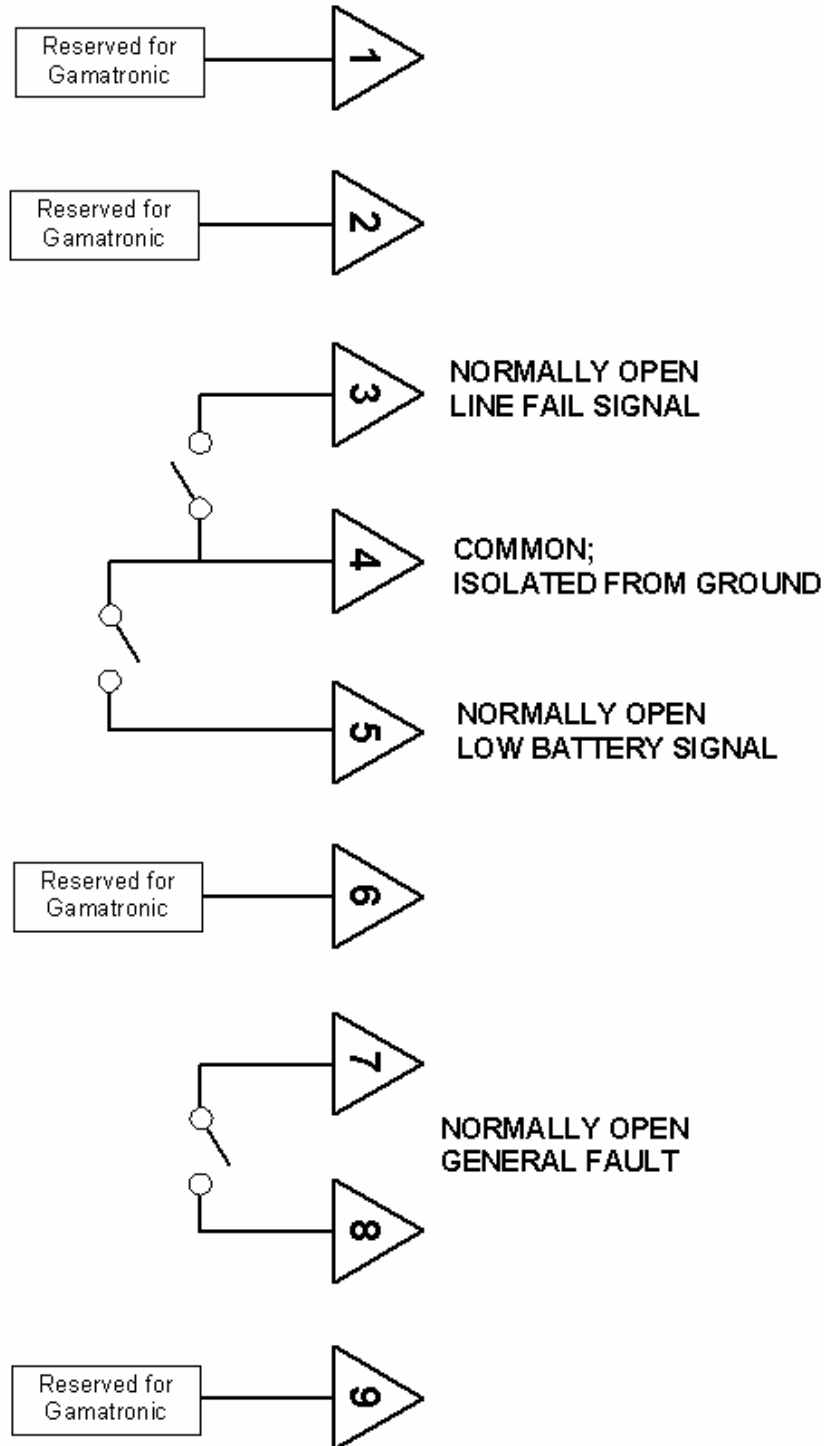 Reserved for
Gamatronic
1
Reserved for
Gamatronic
2
3
NORMALLY OPEN
LINE FAIL SIGNAL
4
COMMON;
ISOLATED FROM GROUND
5
NORMALLY OPEN
LOW BATTERY SIGNAL
Reserved for
Gamatronic
6
7
NORMALLY OPEN
GENERAL FAULT
8
Reserved for
Gamatronic
9